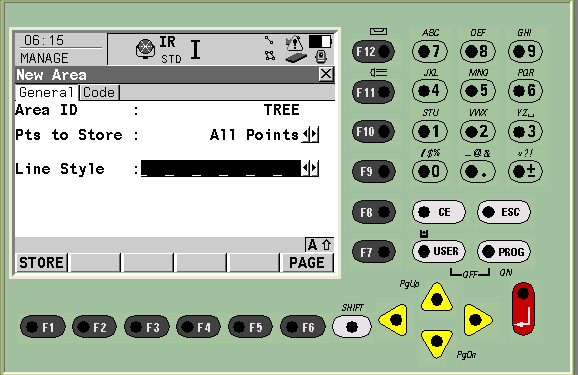 06:15
MANAGE
IR
STD
I
New Area
General Code
Area ID : TREE
Pts to Store : All Points
Line Style : _ _ _ _ _ _ _
A
STORE PAGE
F12 F11 F10 F9 F8 F7
ABC DEF GHI
7 8 9
JKL MNO PQR
4 5 6
STU VWX YZ
1 2 3
/ $% _ @ & * ? !
0 . ±
CE ESC
USER PROG
OFF ON
PgUp
SHIFT
F1 F2 F3 F4 F5 F6
PgDn